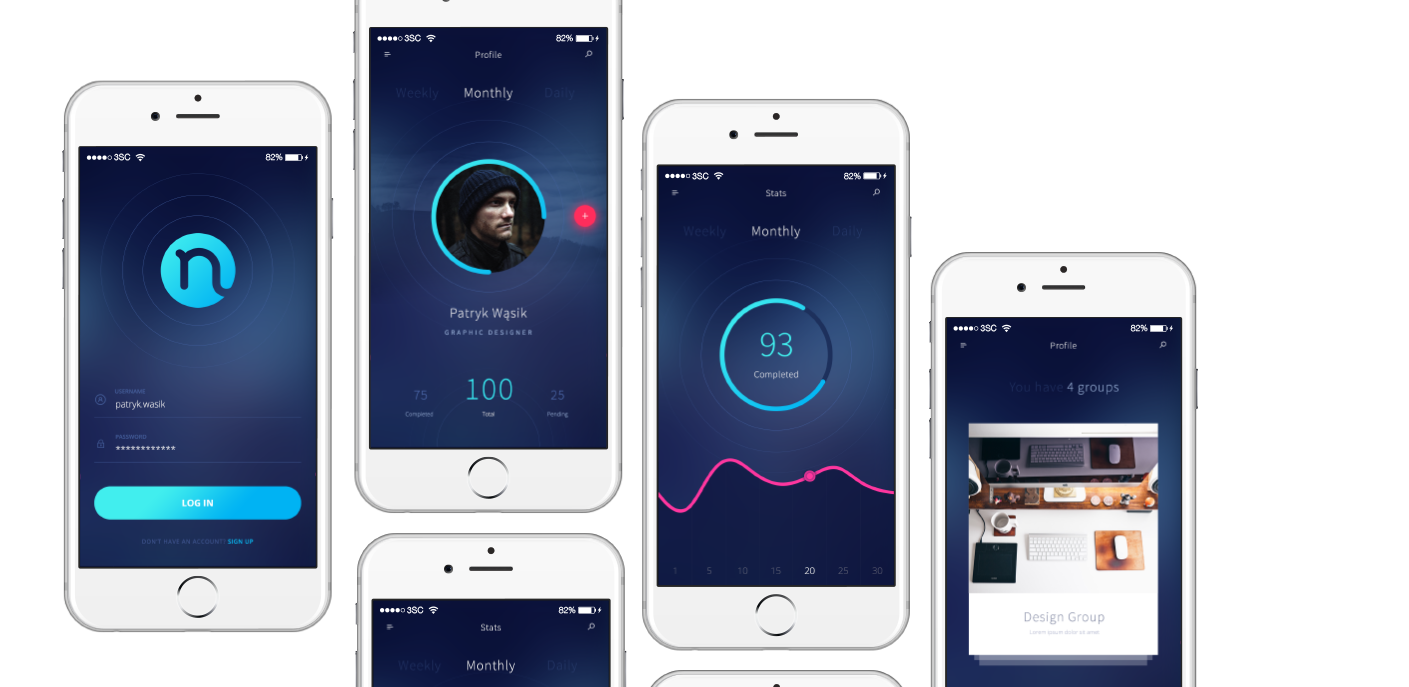 ●●●●○ 3SC 82%
n
USERNAME
patryk.wasik
PASSWORD
************
LOG IN
DON'T HAVE AN ACCOUNT? SIGN UP
●●●●○ 3SC 82%
Profile
Weekly Monthly Daily
Patryk Wąsik
GRAPHIC DESIGNER
75 100 25
Completed Total Pending
●●●●○ 3SC 82%
Stats
Weekly Monthly Daily
●●●●○ 3SC 82%
Stats
Weekly Monthly Daily
93
Completed
1 5 10 15 20 25 30
●●●●○ 3SC 82%
Profile
You have 4 groups
Design Group
Lorem ipsum dolor sit amet